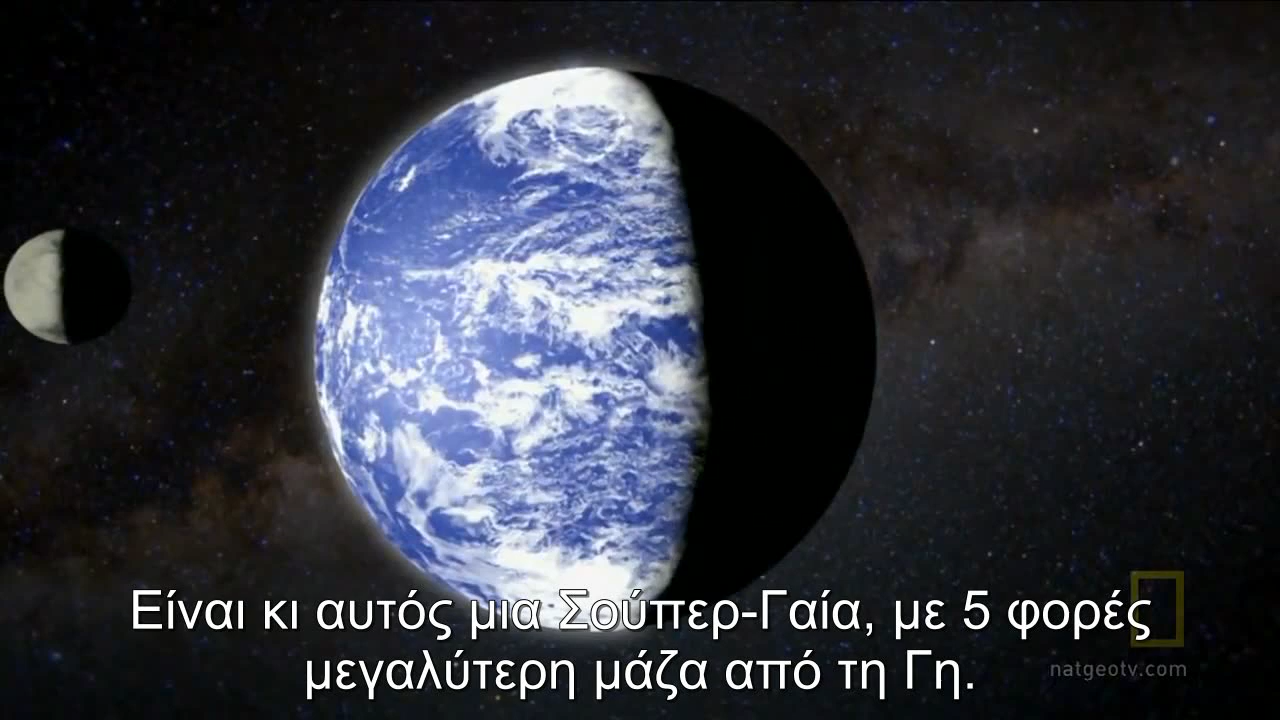 Είναι κι αυτός μια Σούπερ-Γαία, με 5 φορές
μεγαλύτερη μάζα από τη Γη.
natgeotv.com